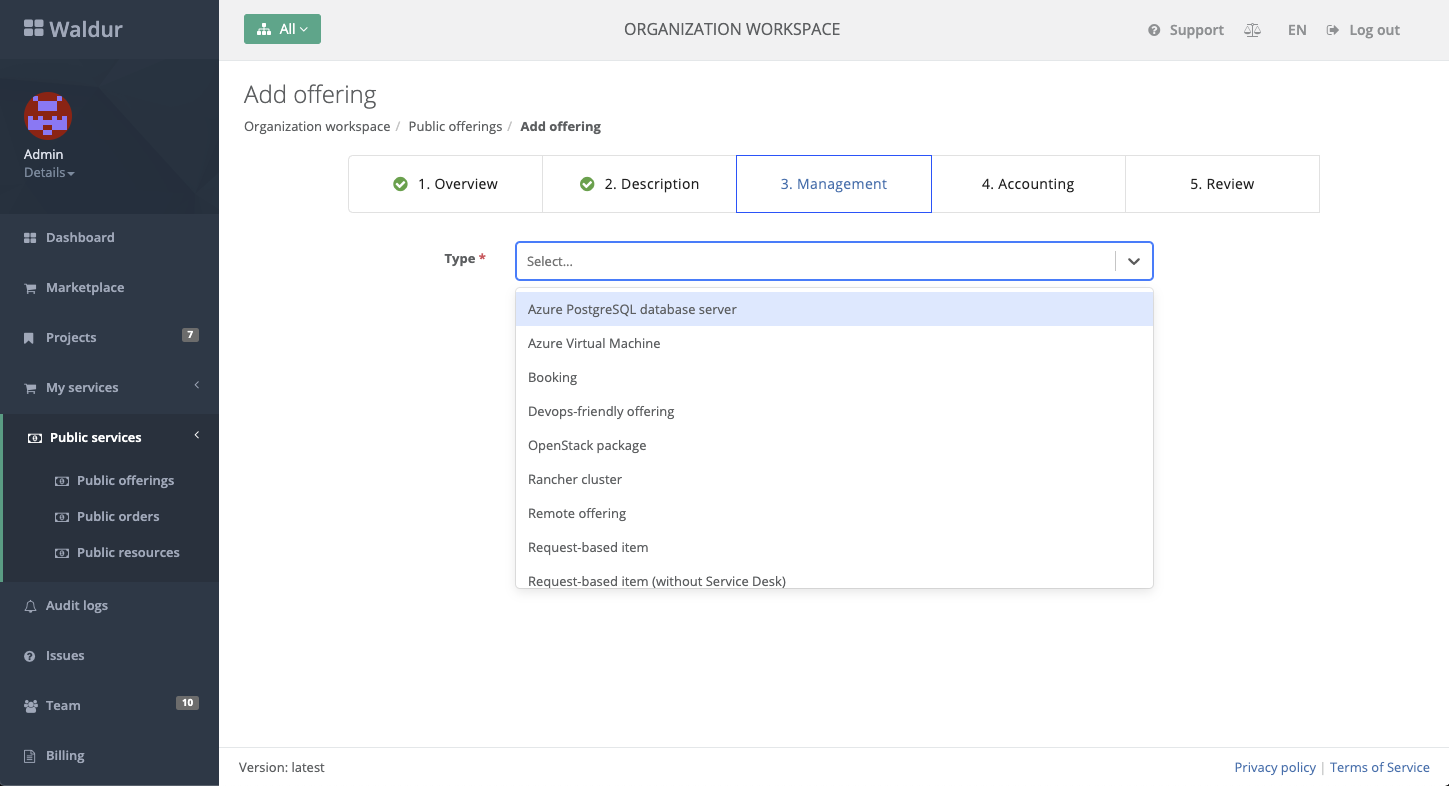 Waldur
All
ORGANIZATION WORKSPACE
Support
EN
Log out
Admin
Details
Dashboard
Marketplace
Projects 7
My services
Public services
Public offerings
Public orders
Public resources
Audit logs
Issues
Team 10
Billing
Add offering
Organization workspace / Public offerings / Add offering
1. Overview
2. Description
3. Management
4. Accounting
5. Review
Type *
Select...
Azure PostgreSQL database server
Azure Virtual Machine
Booking
Devops-friendly offering
OpenStack package
Rancher cluster
Remote offering
Request-based item
Request-based item (without Service Desk)
Version: latest
Privacy policy | Terms of Service